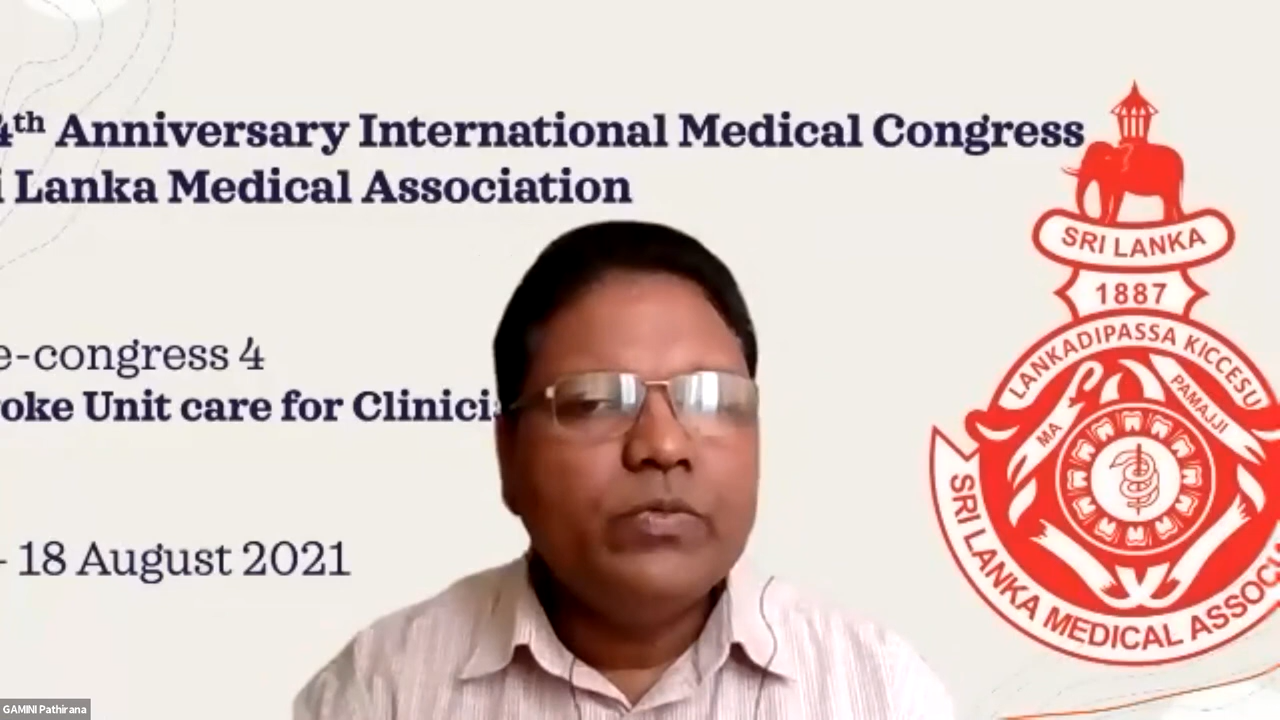 4th Anniversary International Medical Congress
i Lanka Medical Association
e-congress 4
oke Unit care for Clinici
- 18 August 2021
SRI LANKA
1887
LANKADIPASSA KICCESU
MA
PAMAJJI
SRI LANKA MEDICAL ASSOCI
GAMINI Pathirana